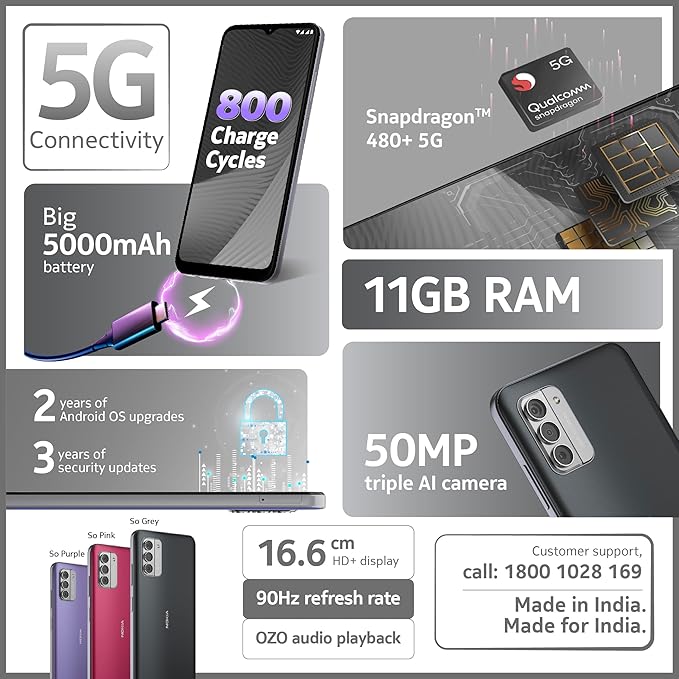 5G
Connectivity
800
Charge
Cycles
Big
5000mAh
battery
5G
Qualcomm
snapdragon
Snapdragon™
480+ 5G
11GB RAM
2 years of
Android OS upgrades
3 years of
security updates
50MP
triple AI camera
So Purple
So Pink
So Grey
NOKIA
NOKIA
NOKIA
16.6 cm
HD+ display
90Hz refresh rate
OZO audio playback
Customer support,
call: 1800 1028 169
Made in India.
Made for India.